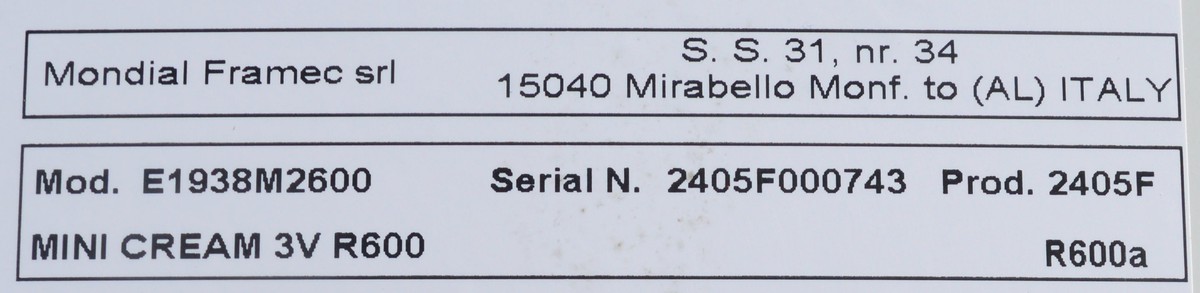 Mondial Framec srl
S. S. 31, nr. 34
15040 Mirabello Monf. to (AL) ITALY
Mod. E1938M2600 Serial N. 2405F000743 Prod. 2405F
MINI CREAM 3V R600 R600a